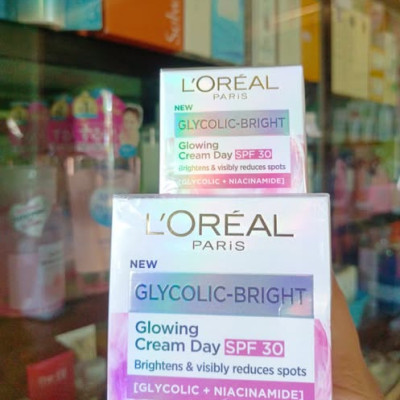 L'ORÉAL
PARIS
NEW
GLYCOLIC-BRIGHT
Glowing
Cream Day SPF 30
Brightens & visibly reduces spots
[GLYCOLIC + NIACINAMIDE]
L'ORÉAL
PARIS
NEW
GLYCOLIC-BRIGHT
Glowing
Cream Day SPF 30
Brightens & visibly reduces spots
[GLYCOLIC + NIACINAMIDE]